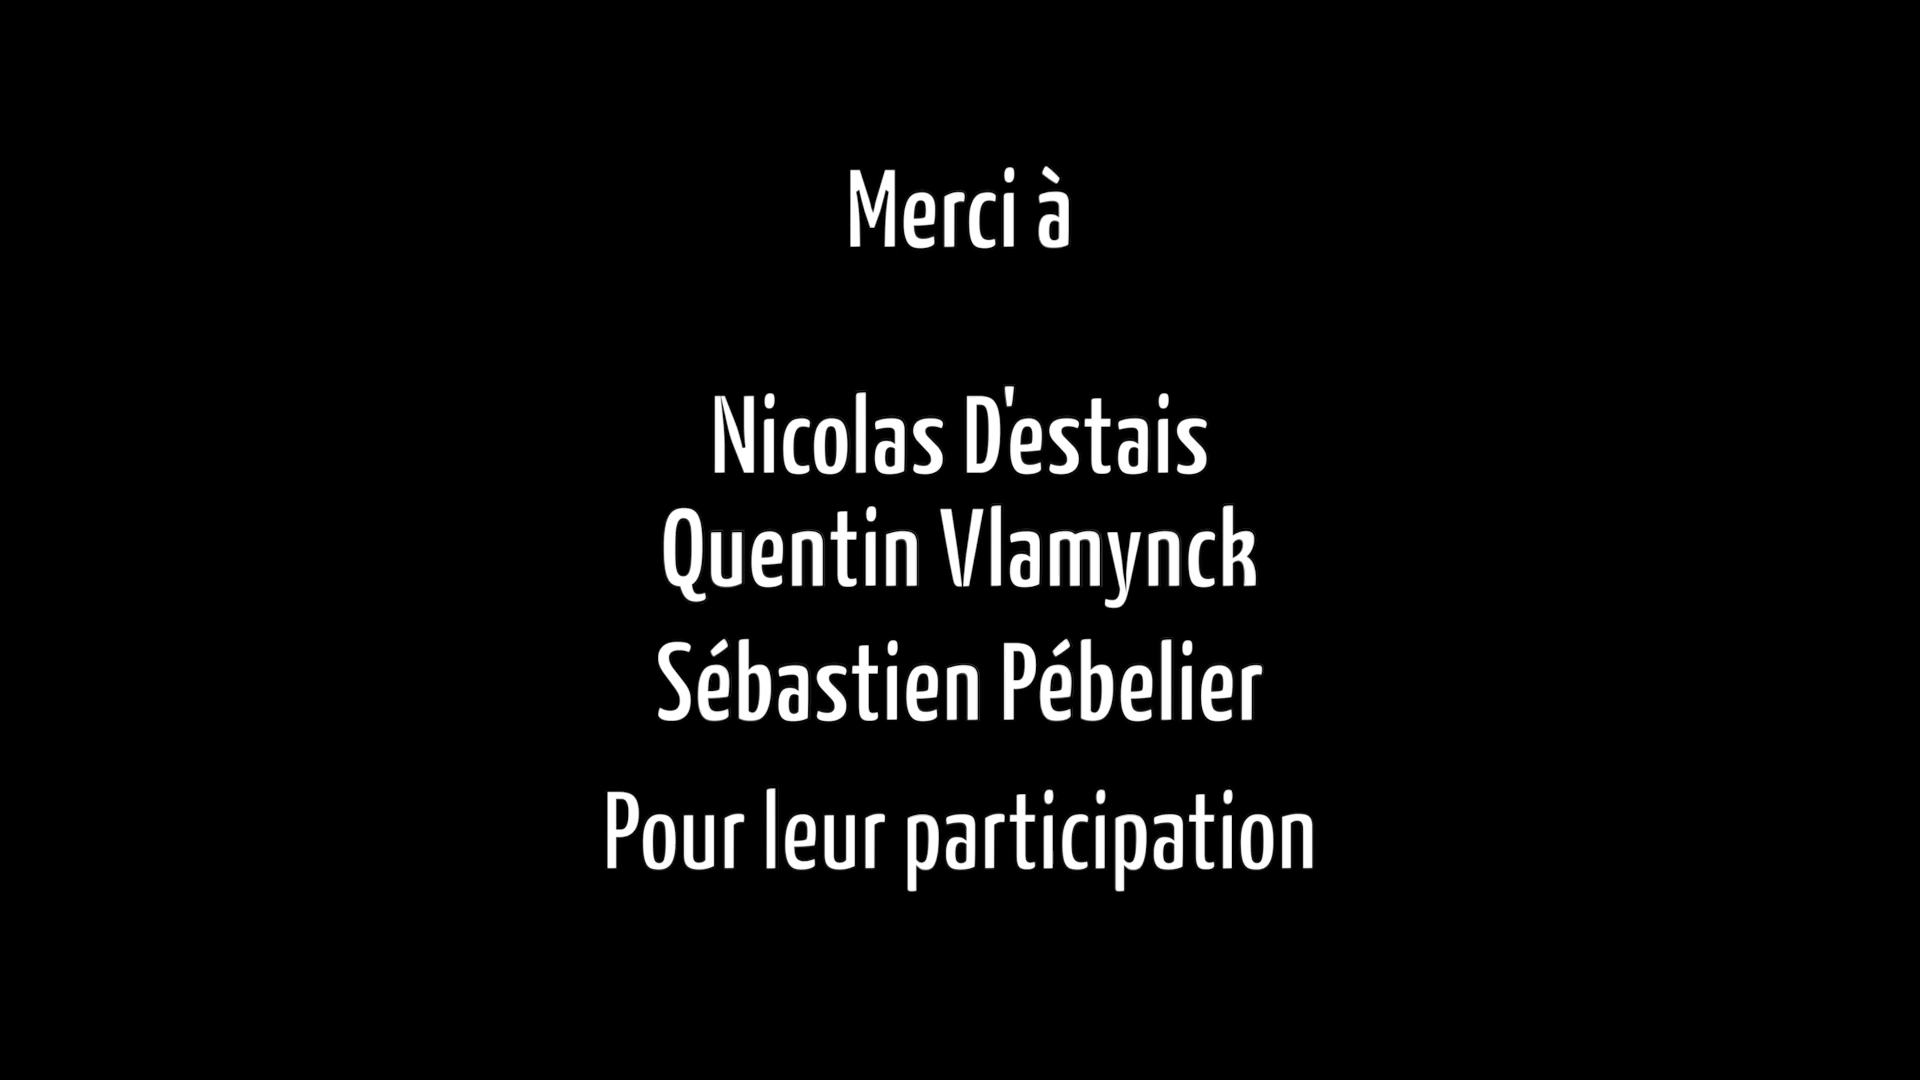 Merci à
Nicolas D'estais
Quentin Vlamynck
Sébastien Pébelier
Pour leur participation